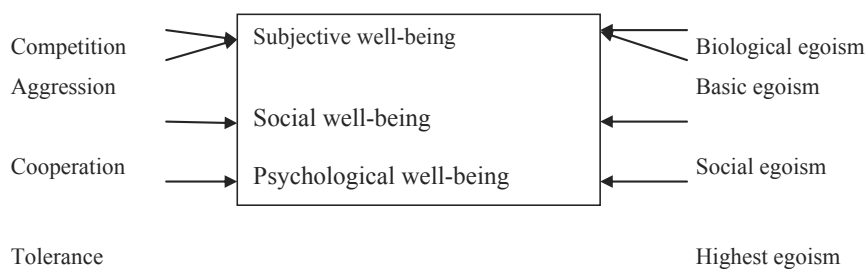 Subjective well-being
Competition
Biological egoism
Aggression
Basic egoism
Social well-being
Cooperation
Social egoism
Psychological well-being
Tolerance
Highest egoism